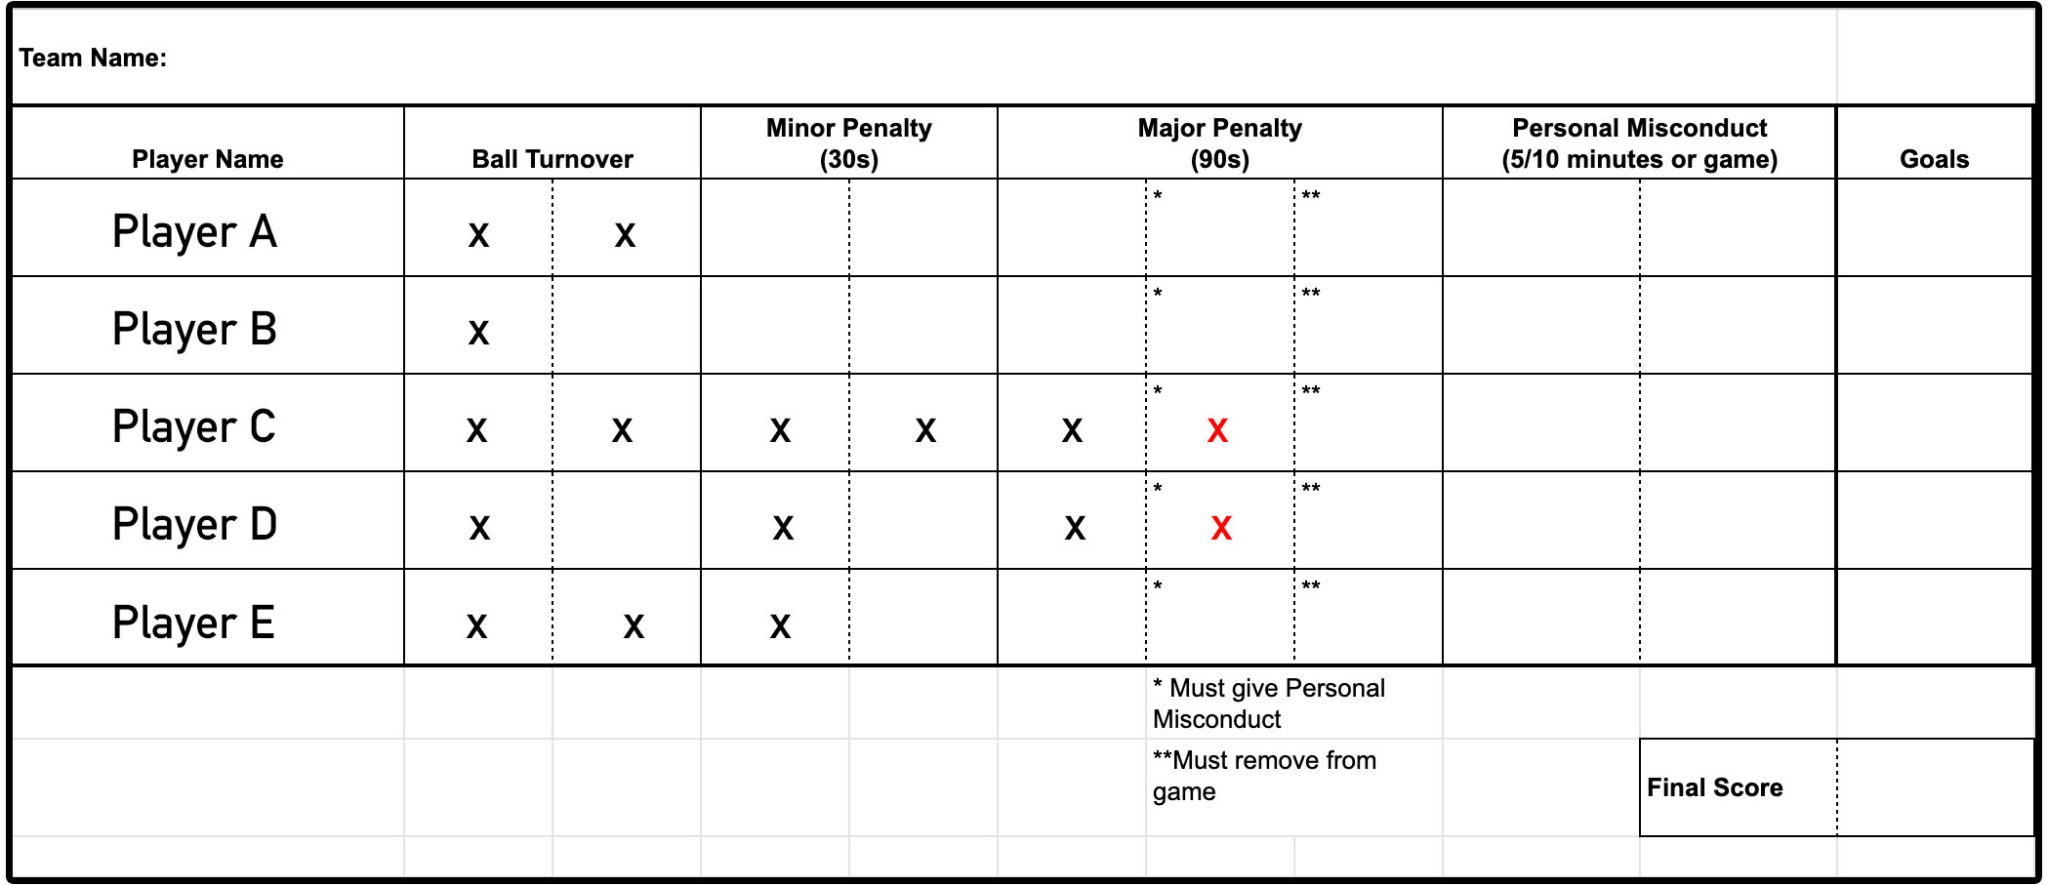 Team Name:
Player Name Ball Turnover Minor Penalty (30s) Major Penalty (90s) Personal Misconduct (5/10 minutes or game) Goals
Player A X X * **
Player B X * **
Player C X X X X X * X **
Player D X X X * X **
Player E X X X * **
* Must give Personal
Misconduct
**Must remove from
game
Final Score